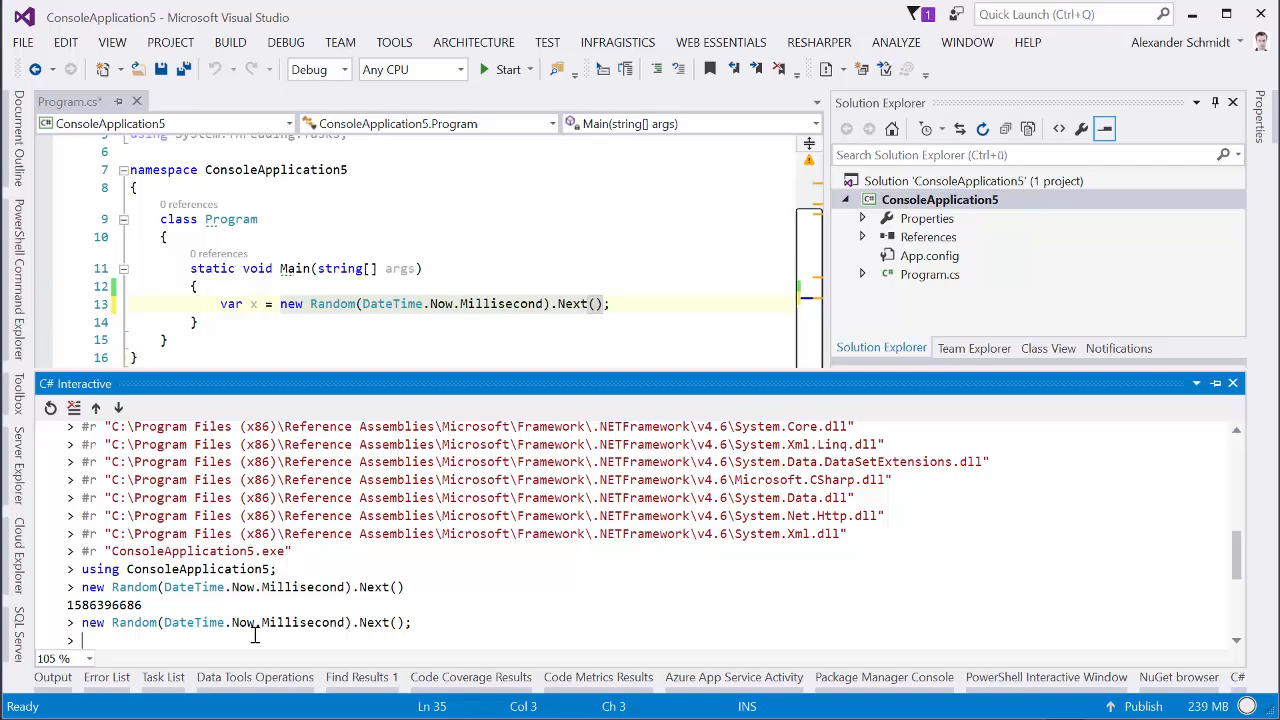 ConsoleApplication5 - Microsoft Visual Studio
1
Quick Launch (Ctrl+Q)
FILE EDIT VIEW PROJECT BUILD DEBUG TEAM TOOLS ARCHITECTURE TEST INFRAGISTICS WEB ESSENTIALS RESHARPER ANALYZE WINDOW HELP Alexander Schmidt
Debug Any CPU Start
Document Outline
PowerShell Command Explorer
Toolbox
Server Explorer
Cloud Explorer
SQL Server
Program.cs*
ConsoleApplication5 ConsoleApplication5.Program Main(string[] args)
5 using System.Threading.Tasks;
6
7 namespace ConsoleApplication5
8 {
0 references
9 class Program
10 {
0 references
11 static void Main(string[] args)
12 {
13 var x = new Random(DateTime.Now.Millisecond).Next();
14 }
15 }
16 }
Solution Explorer
Search Solution Explorer (Ctrl+ü)
Solution 'ConsoleApplication5' (1 project)
C# ConsoleApplication5
Properties
References
App.config
C# Program.cs
Solution Explorer Team Explorer Class View Notifications
Properties
C# Interactive
> #r "C:\Program Files (x86)\Reference Assemblies\Microsoft\Framework\.NETFramework\v4.6\System.Core.dll"
> #r "C:\Program Files (x86)\Reference Assemblies\Microsoft\Framework\.NETFramework\v4.6\System.Xml.Linq.dll"
> #r "C:\Program Files (x86)\Reference Assemblies\Microsoft\Framework\.NETFramework\v4.6\System.Data.DataSetExtensions.dll"
> #r "C:\Program Files (x86)\Reference Assemblies\Microsoft\Framework\.NETFramework\v4.6\Microsoft.CSharp.dll"
> #r "C:\Program Files (x86)\Reference Assemblies\Microsoft\Framework\.NETFramework\v4.6\System.Data.dll"
> #r "C:\Program Files (x86)\Reference Assemblies\Microsoft\Framework\.NETFramework\v4.6\System.Net.Http.dll"
> #r "C:\Program Files (x86)\Reference Assemblies\Microsoft\Framework\.NETFramework\v4.6\System.Xml.dll"
> #r "ConsoleApplication5.exe"
> using ConsoleApplication5;
> new Random(DateTime.Now.Millisecond).Next()
1586396686
> new Random(DateTime.Now.Millisecond).Next();
>
105 %
Output Error List Task List Data Tools Operations Find Results 1 Code Coverage Results Code Metrics Results Azure App Service Activity Package Manager Console PowerShell Interactive Window NuGet browser C#
Ready Ln 35 Col 3 Ch 3 INS Publish 239 MB